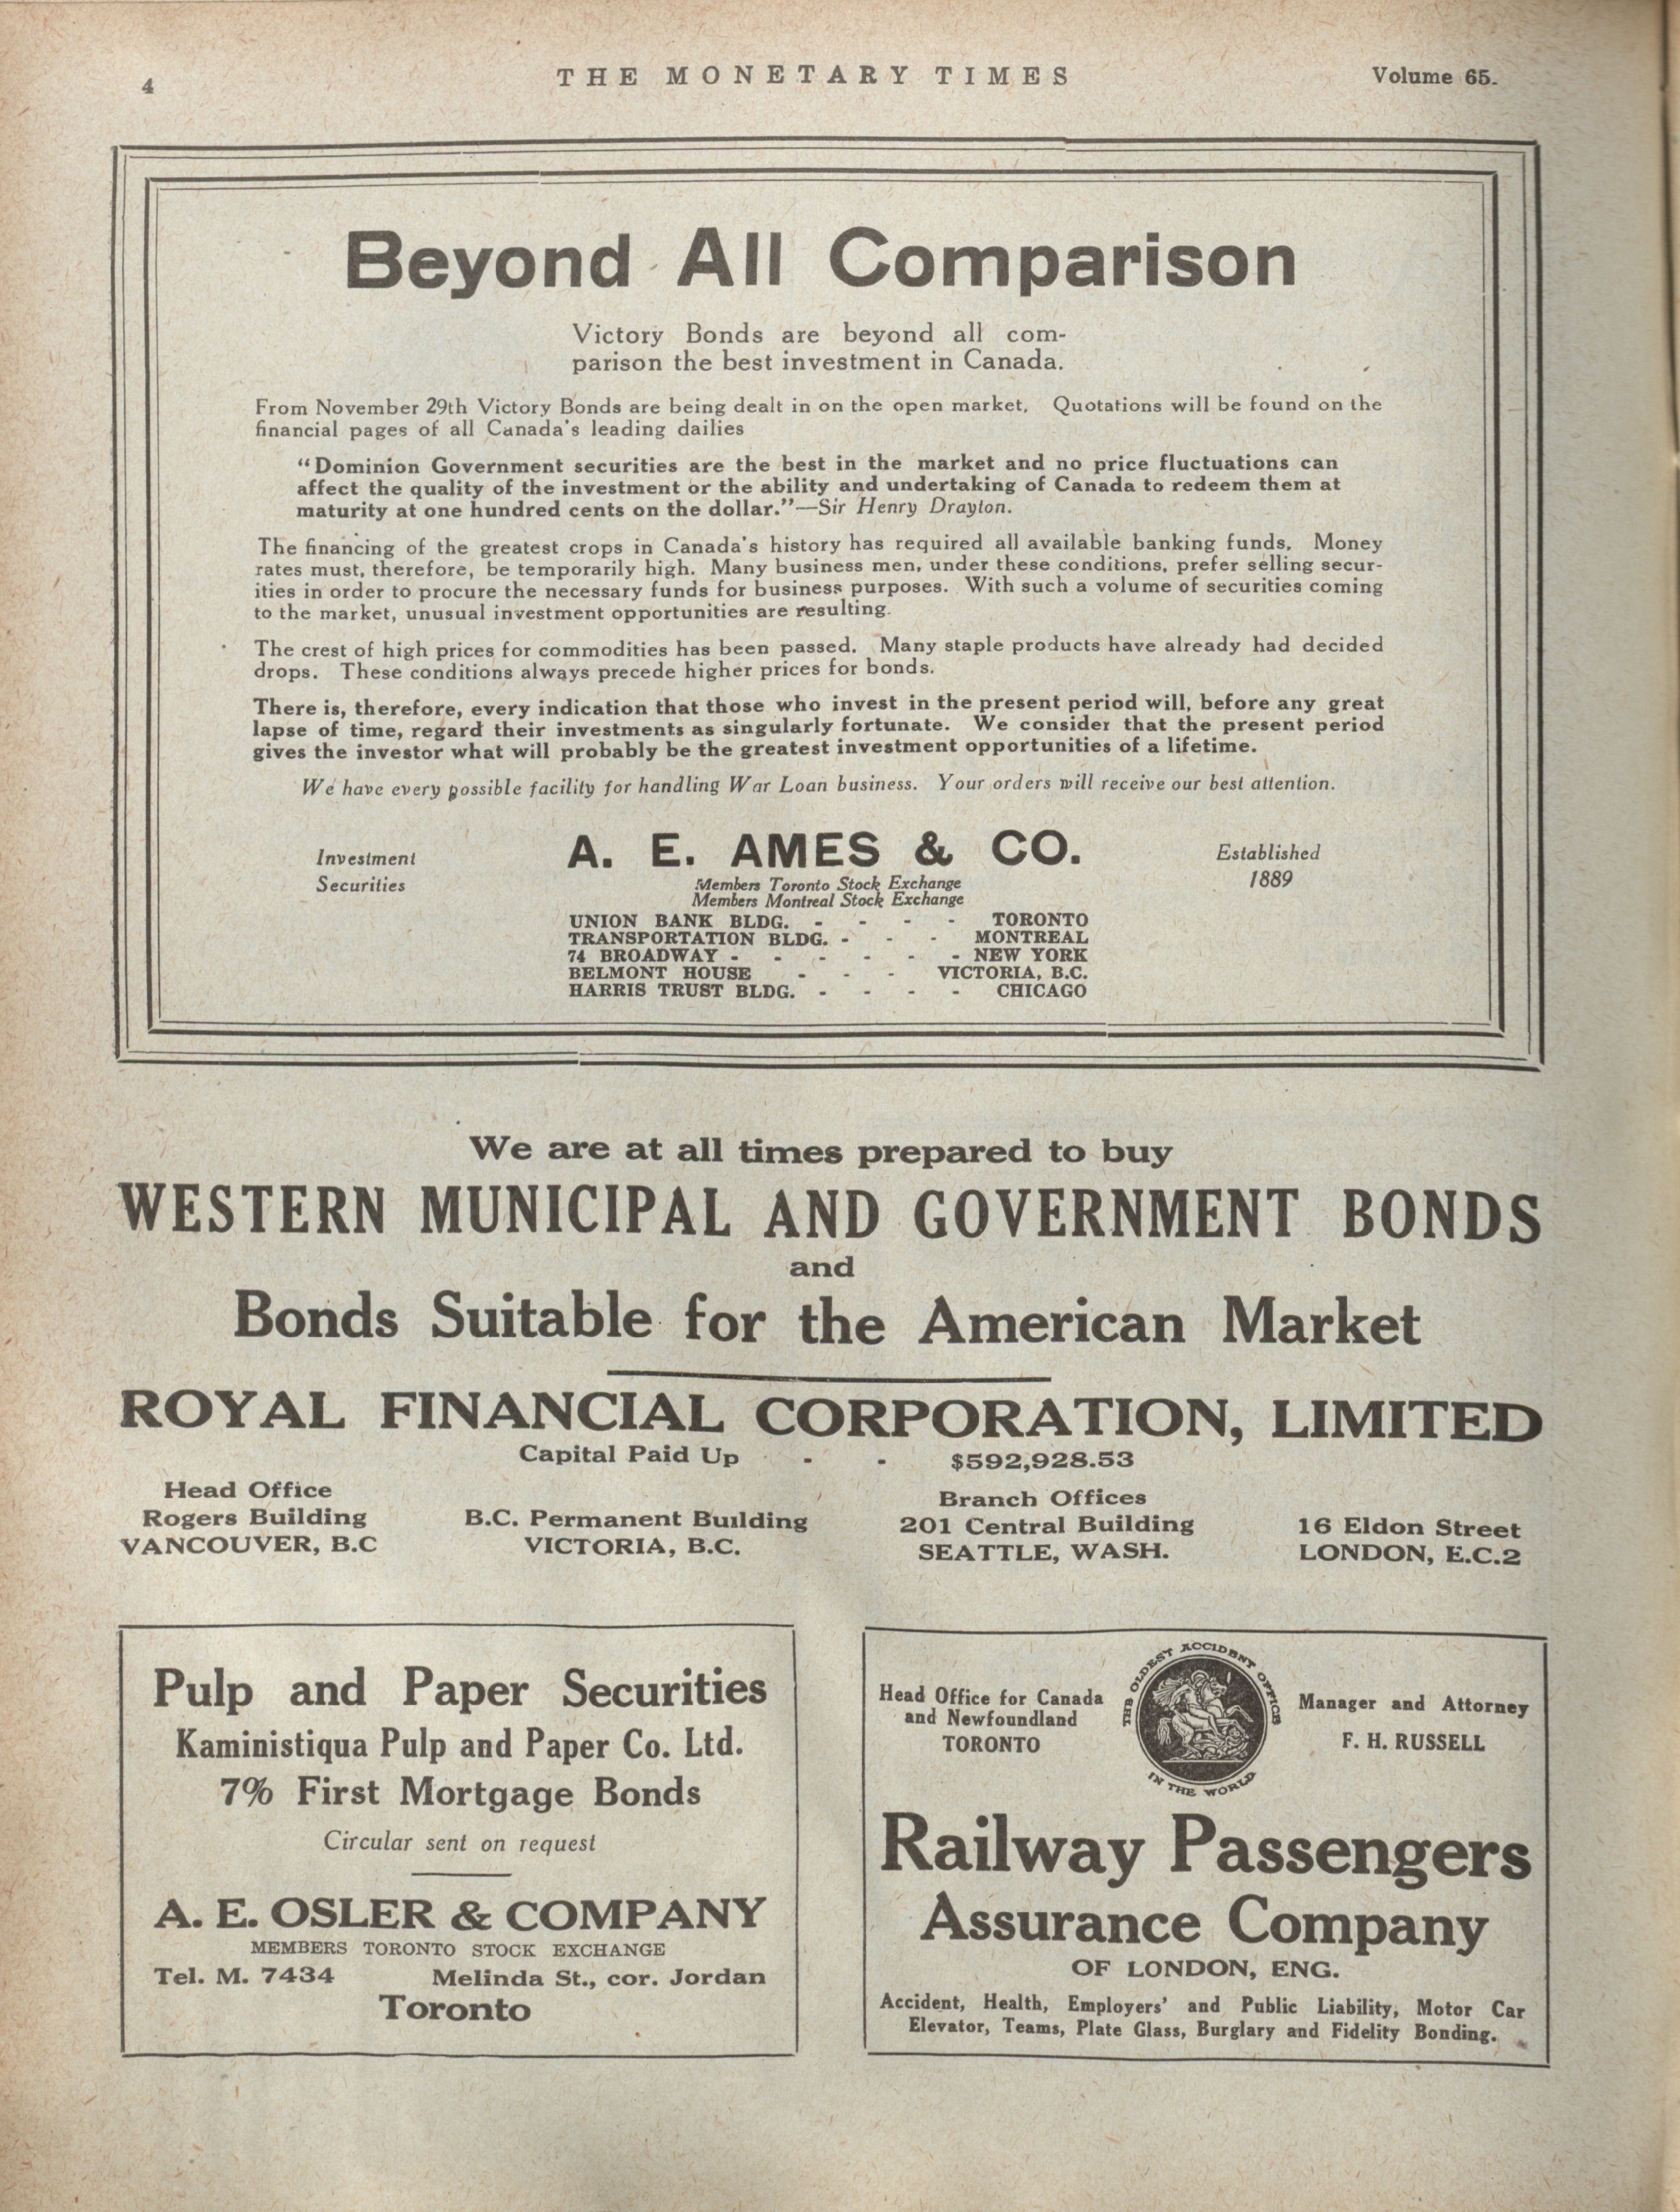 4
THE MONETARY TIMES
Volume 65.
Beyond All Comparison
Victory Bonds are beyond all com-
parison the best investment in Canada.
From November 29th Victory Bonds are being dealt in on the open market. Quotations will be found on the
financial pages of all Canada's leading dailies
"Dominion Government securities are the best in the market and no price fluctuations can
affect the quality of the investment or the ability and undertaking of Canada to redeem them at
maturity at one hundred cents on the dollar."—Sir Henry Drayton.
The financing of the greatest crops in Canada's history has required all available banking funds. Money
rates must, therefore, be temporarily high. Many business men, under these conditions, prefer selling secur-
ities in order to procure the necessary funds for business purposes. With such a volume of securities coming
to the market, unusual investment opportunities are resulting.
The crest of high prices for commodities has been passed. Many staple products have already had decided
drops. These conditions always precede higher prices for bonds.
There is, therefore, every indication that those who invest in the present period will, before any great
lapse of time, regard their investments as singularly fortunate. We consider that the present period
gives the investor what will probably be the greatest investment opportunities of a lifetime.
We have every possible facility for handling War Loan business. Your orders will receive our best attention.
Investment
Securities
A. E. AMES & CO.
Established
1889
Members Toronto Stock Exchange
Members Montreal Stock Exchange
UNION BANK BLDG. - - - - TORONTO
TRANSPORTATION BLDG. - - - MONTREAL
74 BROADWAY - - - - - - NEW YORK
BELMONT HOUSE - - - VICTORIA, B.C.
HARRIS TRUST BLDG. - - - - CHICAGO
We are at all times prepared to buy
WESTERN MUNICIPAL AND GOVERNMENT BONDS
and
Bonds Suitable for the American Market
ROYAL FINANCIAL CORPORATION, LIMITED
Capital Paid Up - - $592,928.53
Head Office
Rogers Building
VANCOUVER, B.C
B.C. Permanent Building
VICTORIA, B.C.
Branch Offices
201 Central Building
SEATTLE, WASH.
16 Eldon Street
LONDON, E.C.2
Pulp and Paper Securities
Kaministiqua Pulp and Paper Co. Ltd.
7% First Mortgage Bonds
Circular sent on request
A. E. OSLER & COMPANY
MEMBERS TORONTO STOCK EXCHANGE
Tel. M. 7434 Melinda St., cor. Jordan
Toronto
Head Office for Canada
and Newfoundland
TORONTO
THE OLDEST ACCIDENT OFFICE
IN THE WORLD
Manager and Attorney
F. H. RUSSELL
Railway Passengers
Assurance Company
OF LONDON, ENG.
Accident, Health, Employers' and Public Liability, Motor Car
Elevator, Teams, Plate Glass, Burglary and Fidelity Bonding.